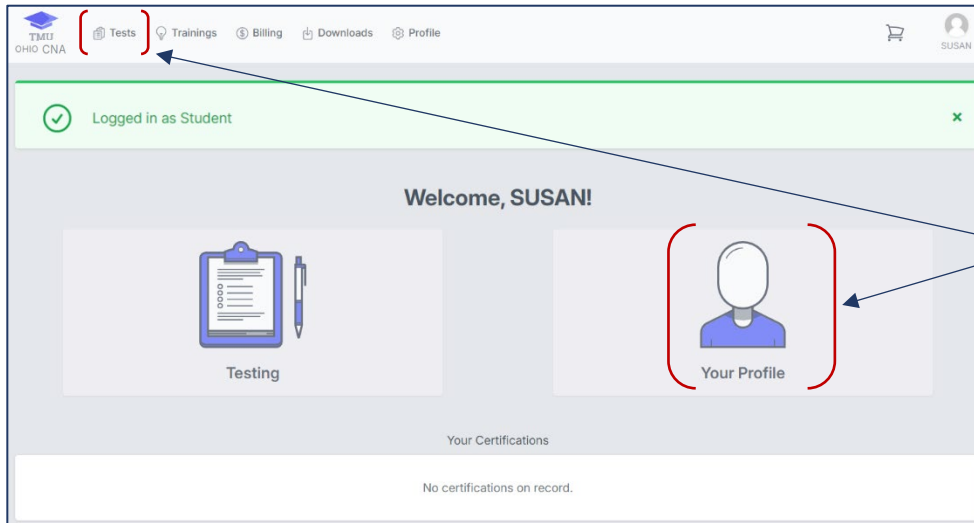 TMU
OHIO CNA
Tests
Trainings
Billing
Downloads
Profile
SUSAN
Logged in as Student
Welcome, SUSAN!
Testing
Your Profile
Your Certifications
No certifications on record.